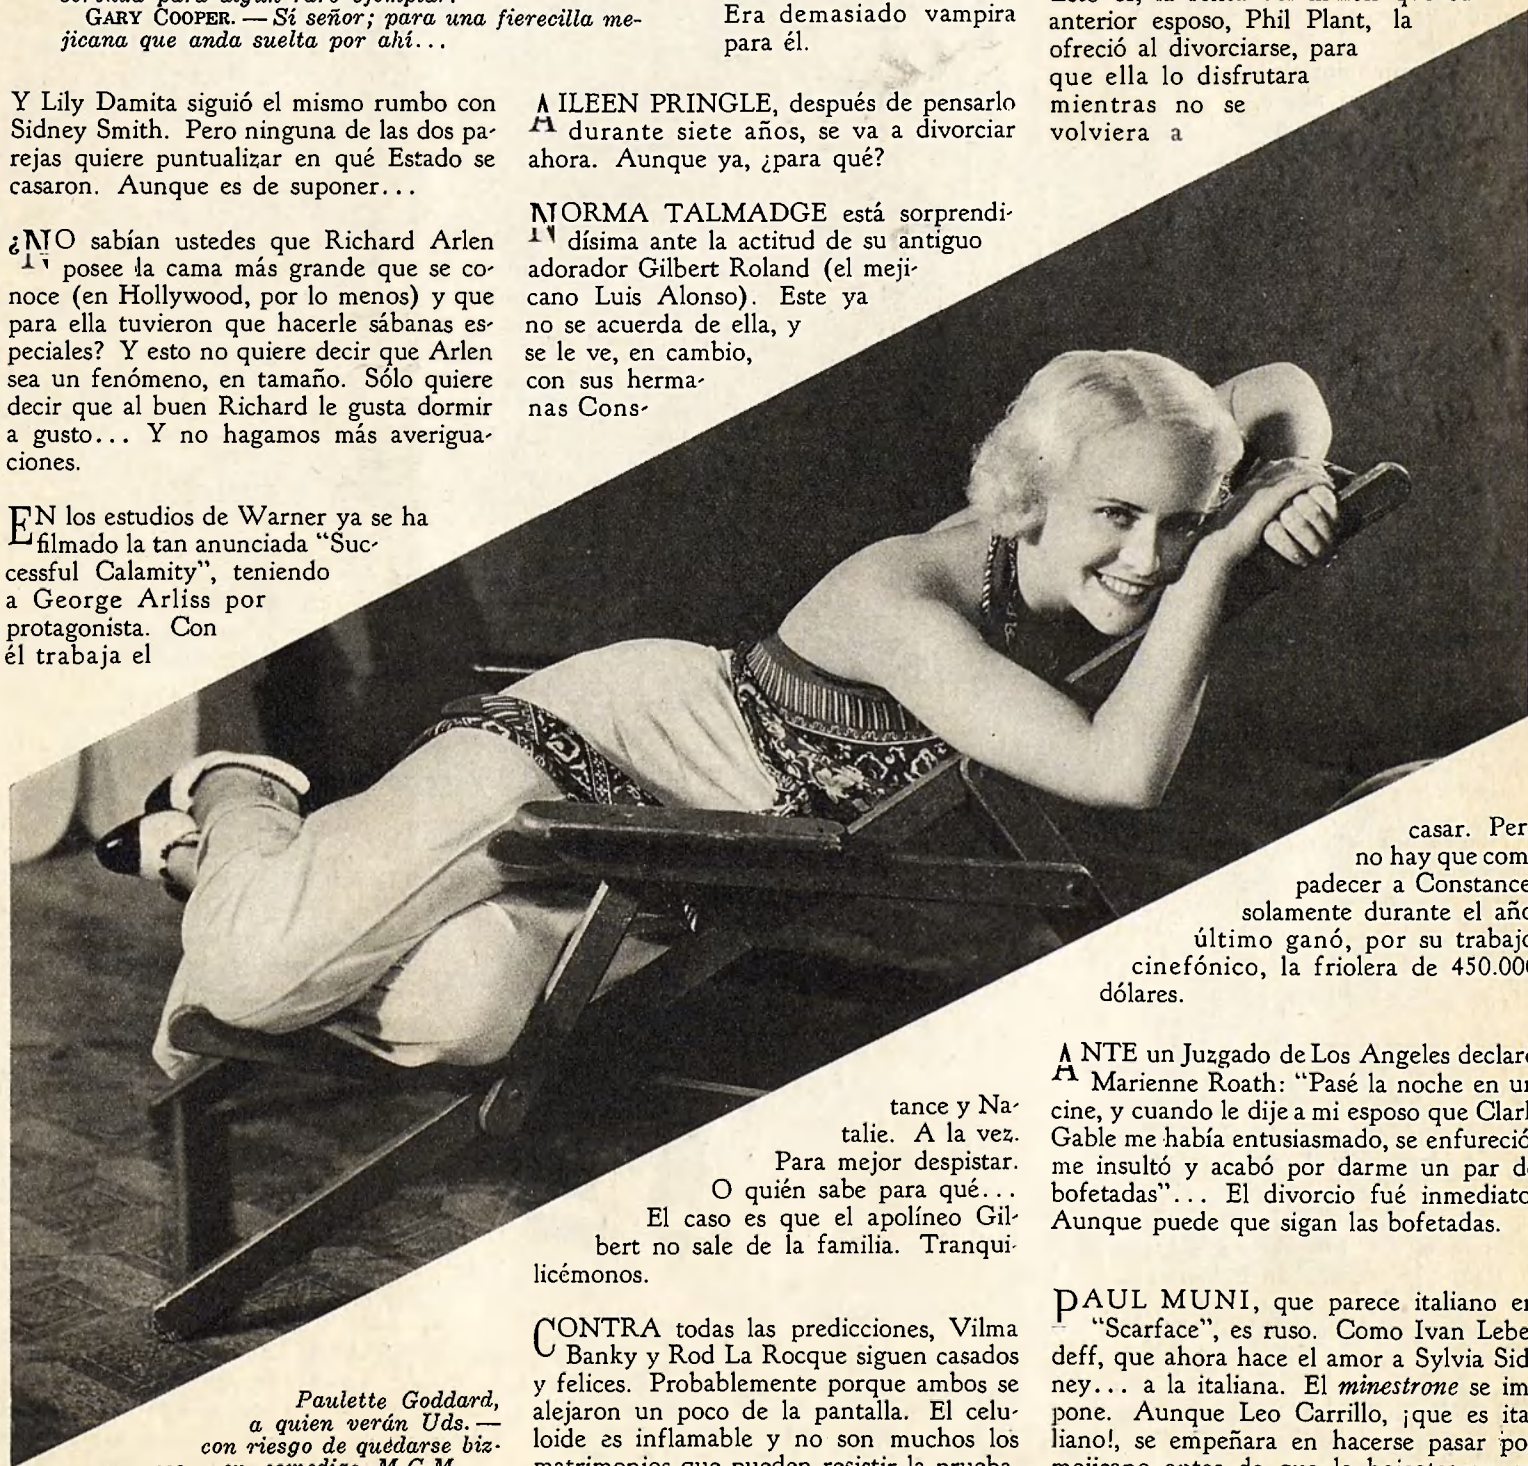 GARY COOPER. — Sí señor; para una fierecilla me-
jicana que anda suelta por ahí...
Y Lily Damita siguió el mismo rumbo con
Sidney Smith. Pero ninguna de las dos pa-
rejas quiere puntualizar en qué Estado se
casaron. Aunque es de suponer...
¿NO sabían ustedes que Richard Arlen
posee la cama más grande que se co-
noce (en Hollywood, por lo menos) y que
para ella tuvieron que hacerle sábanas es-
peciales? Y esto no quiere decir que Arlen
sea un fenómeno, en tamaño. Sólo quiere
decir que al buen Richard le gusta dormir
a gusto... Y no hagamos más averigua-
ciones.
EN los estudios de Warner ya se ha
filmado la tan anunciada "Suc-
cessful Calamity", teniendo
a George Arliss por
protagonista. Con
él trabaja el
Paulette Goddard,
a quien verán Uds. —
con riesgo de quedarse biz-
Era demasiado vampira
para él.
AILEEN PRINGLE, después de pensarlo
durante siete años, se va a divorciar
ahora. Aunque ya, ¿para qué?
NORMA TALMADGE está sorprendi-
dísima ante la actitud de su antiguo
adorador Gilbert Roland (el meji-
cano Luis Alonso). Este ya
no se acuerda de ella, y
se le ve, en cambio,
con sus herma-
nas Cons-
tance y Na-
talie. A la vez.
Para mejor despistar.
O quién sabe para qué...
El caso es que el apolíneo Gil-
bert no sale de la familia. Tranqui-
licémonos.
CONTRA todas las predicciones, Vilma
Banky y Rod La Rocque siguen casados
y felices. Probablemente porque ambos se
alejaron un poco de la pantalla. El celu-
loide es inflamable y no son muchos los
matrimonios que pueden resistir la prueba.
anterior esposo, Phil Plant, la
ofreció al divorciarse, para
que ella lo disfrutara
mientras no se
volviera a
casar. Per
no hay que com
padecer a Constance
solamente durante el año
último ganó, por su trabajo
cinefónico, la friolera de 450.000
dólares.
ANTE un Juzgado de Los Angeles declaró
Marienne Roath: "Pasé la noche en un
cine, y cuando le dije a mi esposo que Clark
Gable me había entusiasmado, se enfureció
me insultó y acabó por darme un par de
bofetadas"... El divorcio fué inmediato
Aunque puede que sigan las bofetadas.
PAUL MUNI, que parece italiano en
"Scarface", es ruso. Como Ivan Lebe
deff, que ahora hace el amor a Sylvia Sid
ney... a la italiana. El minestrone se im
pone. Aunque Leo Carrillo, ¡que es ita
liano!, se empeñara en hacerse pasar po